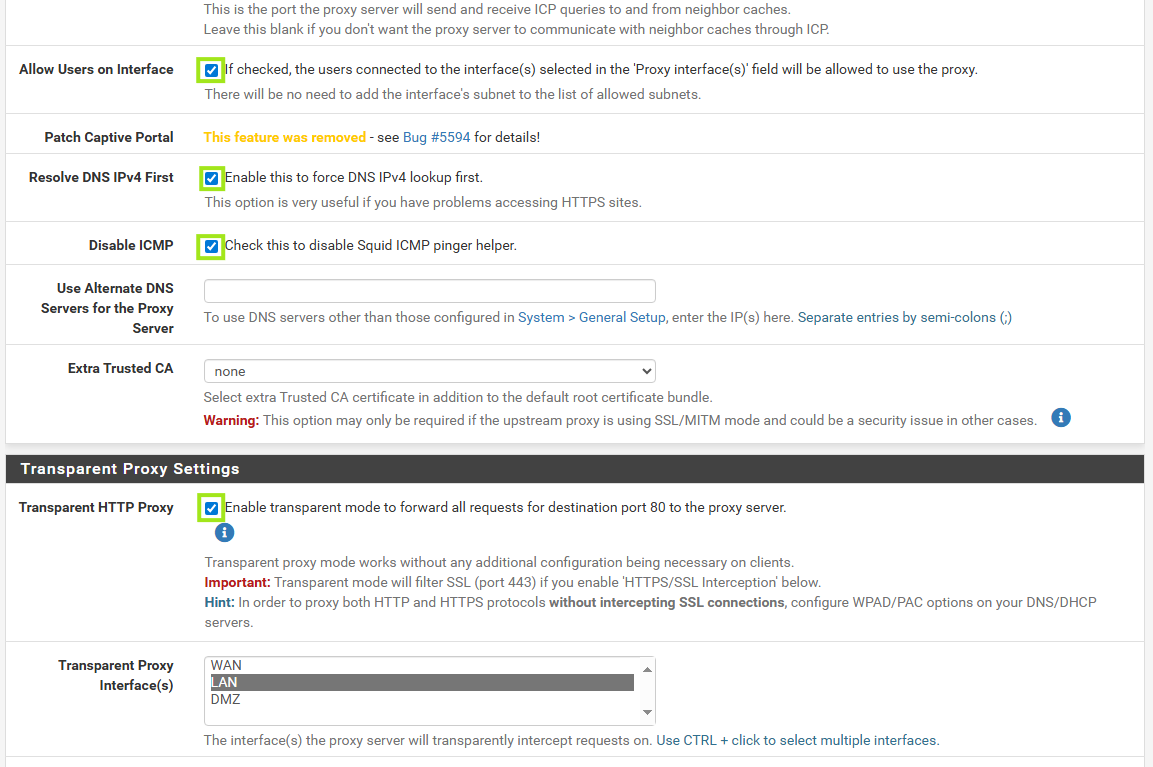 This is the port the proxy server will send and receive ICP queries to and from neighbor caches.
Leave this blank if you don't want the proxy server to communicate with neighbor caches through ICP.
Allow Users on Interface
If checked, the users connected to the interface(s) selected in the 'Proxy interface(s)' field will be allowed to use the proxy.
There will be no need to add the interface's subnet to the list of allowed subnets.
Patch Captive Portal
This feature was removed - see Bug #5594 for details!
Resolve DNS IPv4 First
Enable this to force DNS IPv4 lookup first.
This option is very useful if you have problems accessing HTTPS sites.
Disable ICMP
Check this to disable Squid ICMP pinger helper.
Use Alternate DNS
Servers for the Proxy
Server
To use DNS servers other than those configured in System > General Setup, enter the IP(s) here. Separate entries by semi-colons (;)
Extra Trusted CA
none
Select extra Trusted CA certificate in addition to the default root certificate bundle.
Warning: This option may only be required if the upstream proxy is using SSL/MITM mode and could be a security issue in other cases.
Transparent Proxy Settings
Transparent HTTP Proxy
Enable transparent mode to forward all requests for destination port 80 to the proxy server.
Transparent proxy mode works without any additional configuration being necessary on clients.
Important: Transparent mode will filter SSL (port 443) if you enable 'HTTPS/SSL Interception' below.
Hint: In order to proxy both HTTP and HTTPS protocols without intercepting SSL connections, configure WPAD/PAC options on your DNS/DHCP
servers.
Transparent Proxy
Interface(s)
WAN
LAN
DMZ
The interface(s) the proxy server will transparently intercept requests on. Use CTRL + click to select multiple interfaces.